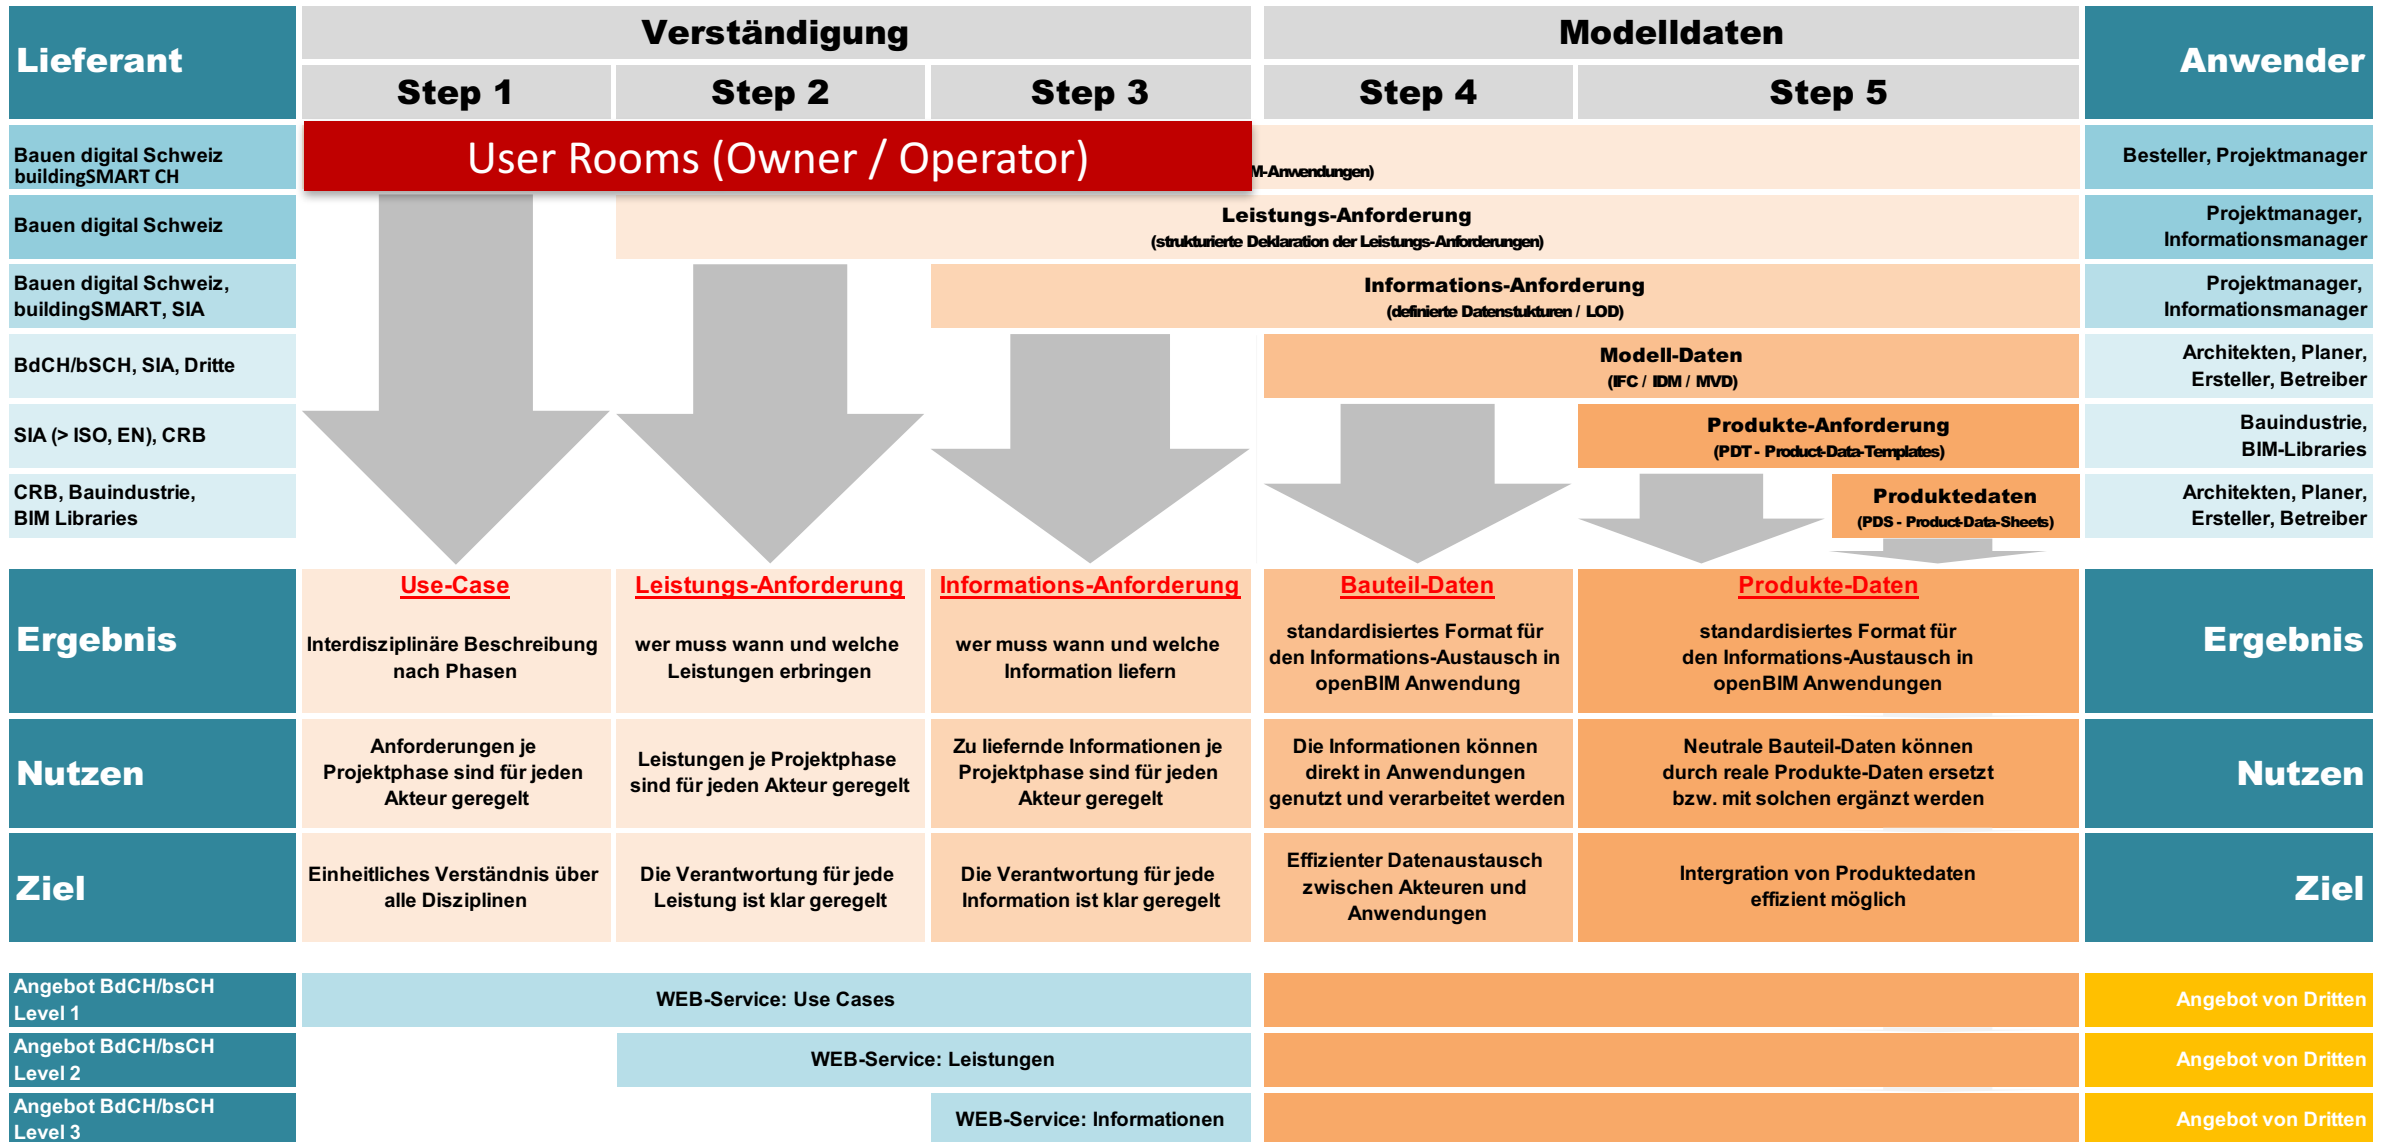 Lieferant
Verständigung
Modelldaten
Anwender
Step 1
Step 2
Step 3
Step 4
Step 5
Bauen digital Schweiz
buildingSMART CH
User Rooms (Owner / Operator)
M-Anwendungen)
Besteller, Projektmanager
Bauen digital Schweiz
Leistungs-Anforderung
(strukturierte Deklaration der Leistungs-Anforderungen)
Projektmanager,
Informationsmanager
Bauen digital Schweiz,
buildingSMART, SIA
Informations-Anforderung
(definierte Datenstukturen / LOD)
Projektmanager,
Informationsmanager
BdCH/bSCH, SIA, Dritte
Modell-Daten
(IFC / IDM / MVD)
Architekten, Planer,
Ersteller, Betreiber
SIA (> ISO, EN), CRB
Produkte-Anforderung
(PDT - Product-Data-Templates)
Bauindustrie,
BIM-Libraries
CRB, Bauindustrie,
BIM Libraries
Produktedaten
(PDS - Product-Data-Sheets)
Architekten, Planer,
Ersteller, Betreiber
Ergebnis
Use-Case
Interdisziplinäre Beschreibung
nach Phasen
Leistungs-Anforderung
wer muss wann und welche
Leistungen erbringen
Informations-Anforderung
wer muss wann und welche
Information liefern
Bauteil-Daten
standardisiertes Format für
den Informations-Austausch in
openBIM Anwendung
Produkte-Daten
standardisiertes Format für
den Informations-Austausch in
openBIM Anwendungen
Ergebnis
Nutzen
Anforderungen je
Projektphase sind für jeden
Akteur geregelt
Leistungen je Projektphase
sind für jeden Akteur geregelt
Zu liefernde Informationen je
Projektphase sind für jeden
Akteur geregelt
Die Informationen können
direkt in Anwendungen
genutzt und verarbeitet werden
Neutrale Bauteil-Daten können
durch reale Produkte-Daten ersetzt
bzw. mit solchen ergänzt werden
Nutzen
Ziel
Einheitliches Verständnis über
alle Disziplinen
Die Verantwortung für jede
Leistung ist klar geregelt
Die Verantwortung für jede
Information ist klar geregelt
Effizienter Datenaustausch
zwischen Akteuren und
Anwendungen
Intergration von Produktedaten
effizient möglich
Ziel
Angebot BdCH/bsCH
Level 1
WEB-Service: Use Cases
Angebot von Dritten
Angebot BdCH/bsCH
Level 2
WEB-Service: Leistungen
Angebot von Dritten
Angebot BdCH/bsCH
Level 3
WEB-Service: Informationen
Angebot von Dritten